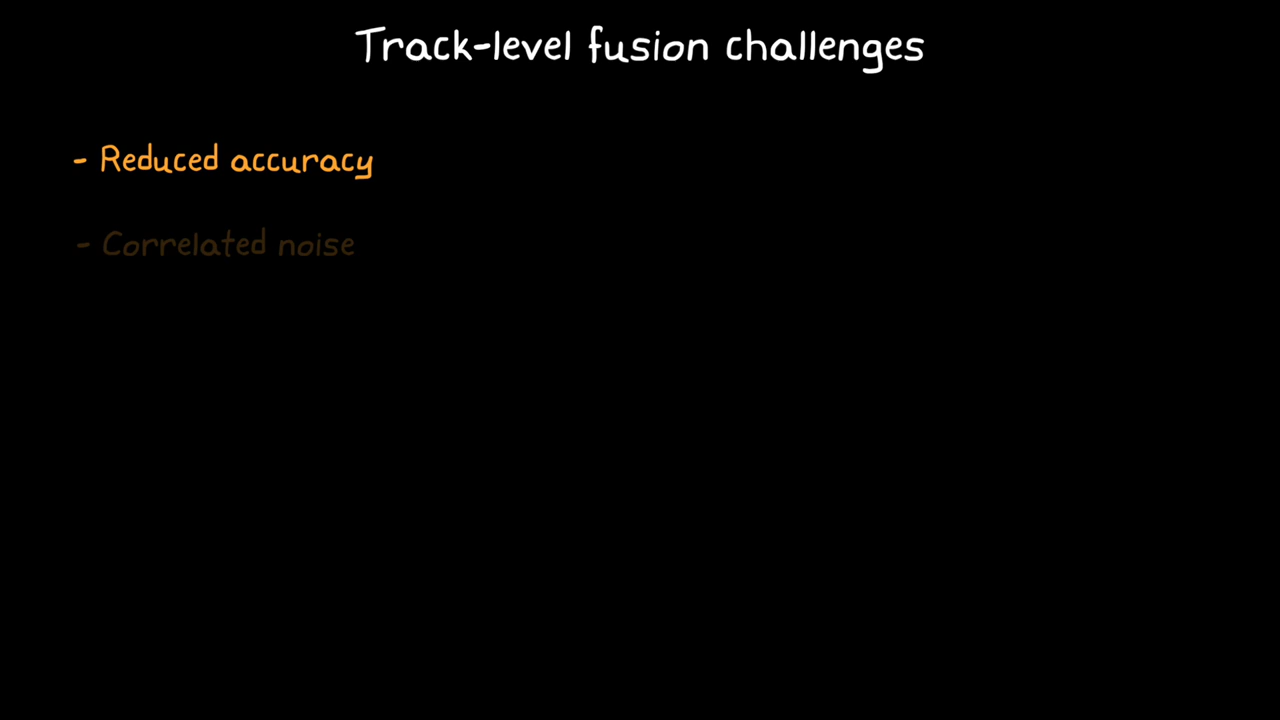 Track-level fusion challenges
- Reduced accuracy
- Correlated noise